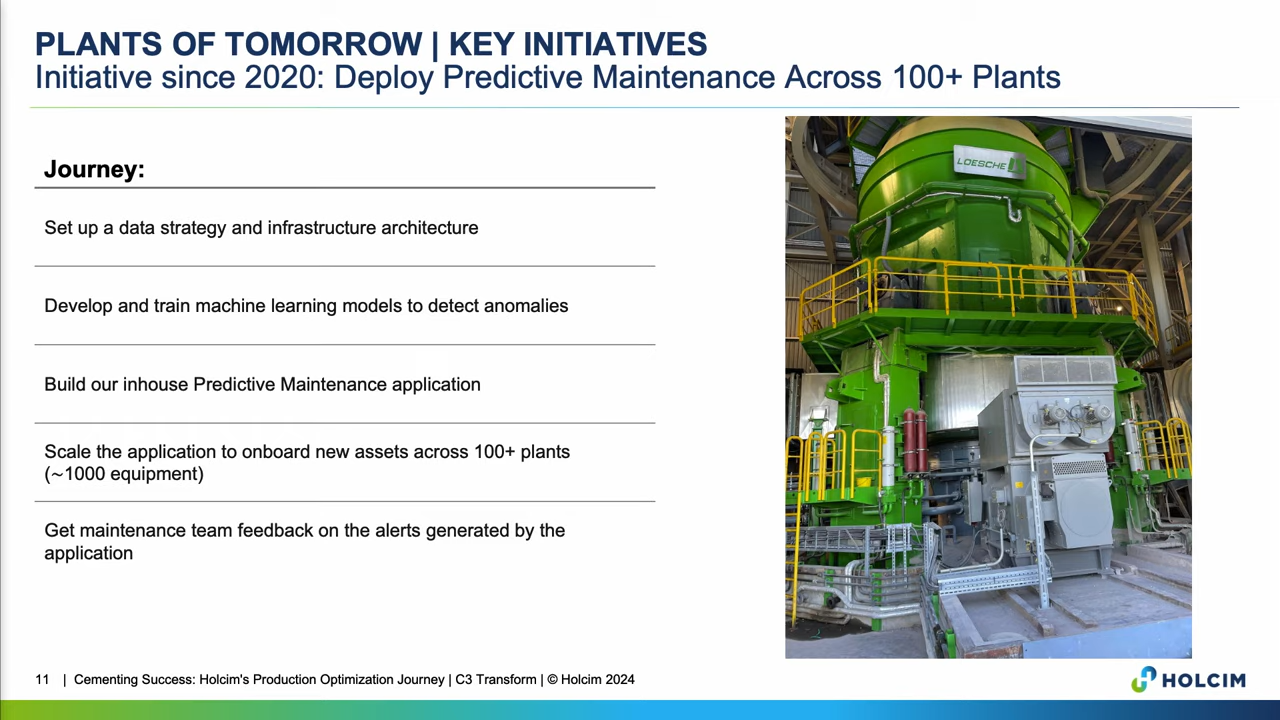 PLANTS OF TOMORROW | KEY INITIATIVES
Initiative since 2020: Deploy Predictive Maintenance Across 100+ Plants
Journey:
Set up a data strategy and infrastructure architecture
Develop and train machine learning models to detect anomalies
Build our inhouse Predictive Maintenance application
Scale the application to onboard new assets across 100+ plants
(~1000 equipment)
Get maintenance team feedback on the alerts generated by the
application
LOESCHE
11 | Cementing Success: Holcim's Production Optimization Journey | C3 Transform | © Holcim 2024
HOLCIM